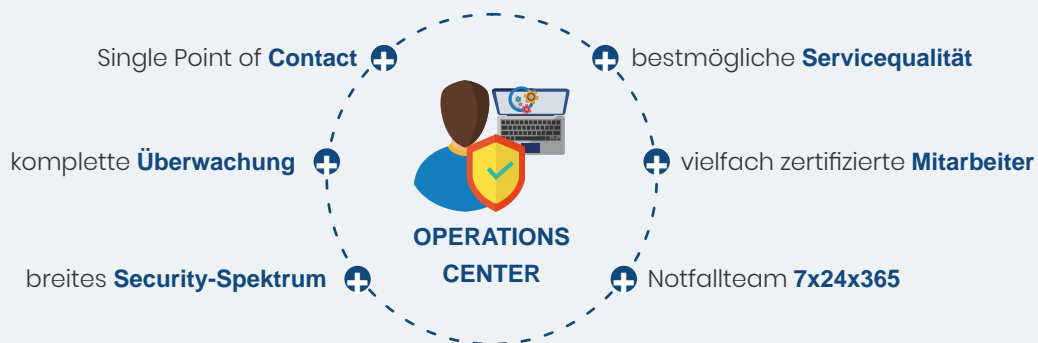 Single Point of Contact
bestmögliche Servicequalität
komplette Überwachung
vielfach zertifizierte Mitarbeiter
OPERATIONS
CENTER
breites Security-Spektrum
Notfallteam 7x24x365